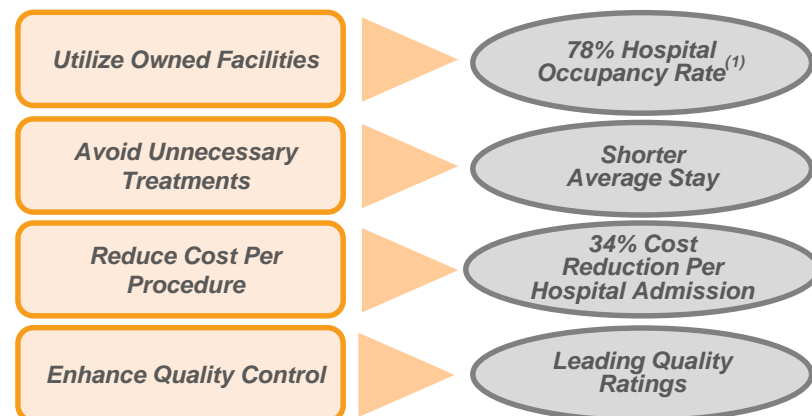 Utilize Owned Facilities
78% Hospital
Occupancy Rate(1)
Avoid Unnecessary
Treatments
Shorter
Average Stay
Reduce Cost Per
Procedure
34% Cost
Reduction Per
Hospital Admission
Enhance Quality Control
Leading Quality
Ratings